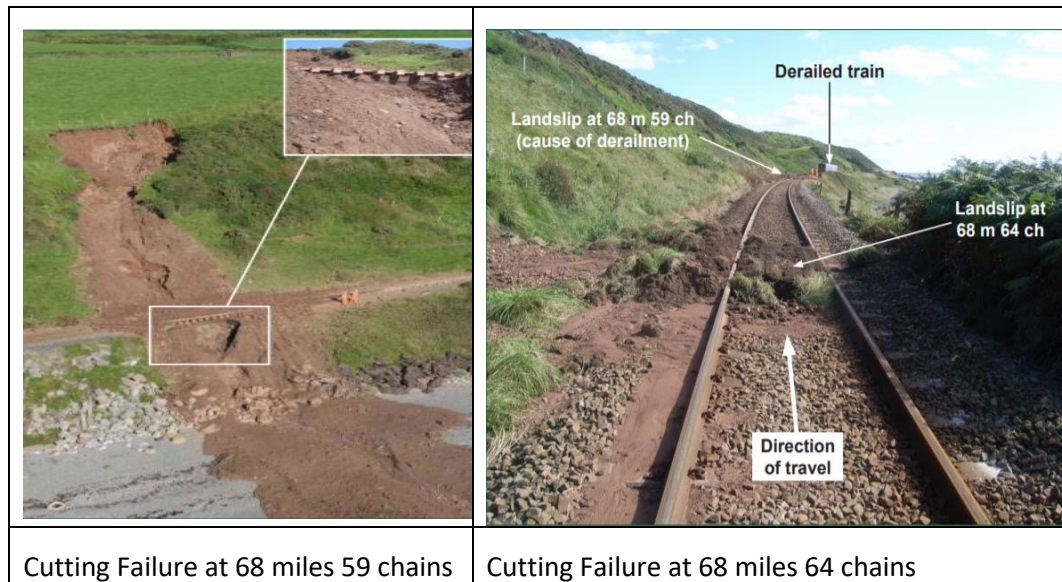 Derailed train
Landslip at 68 m 59 ch
(cause of derailment)
Landslip at
68 m 64 ch
Direction
of travel
Cutting Failure at 68 miles 59 chains
Cutting Failure at 68 miles 64 chains